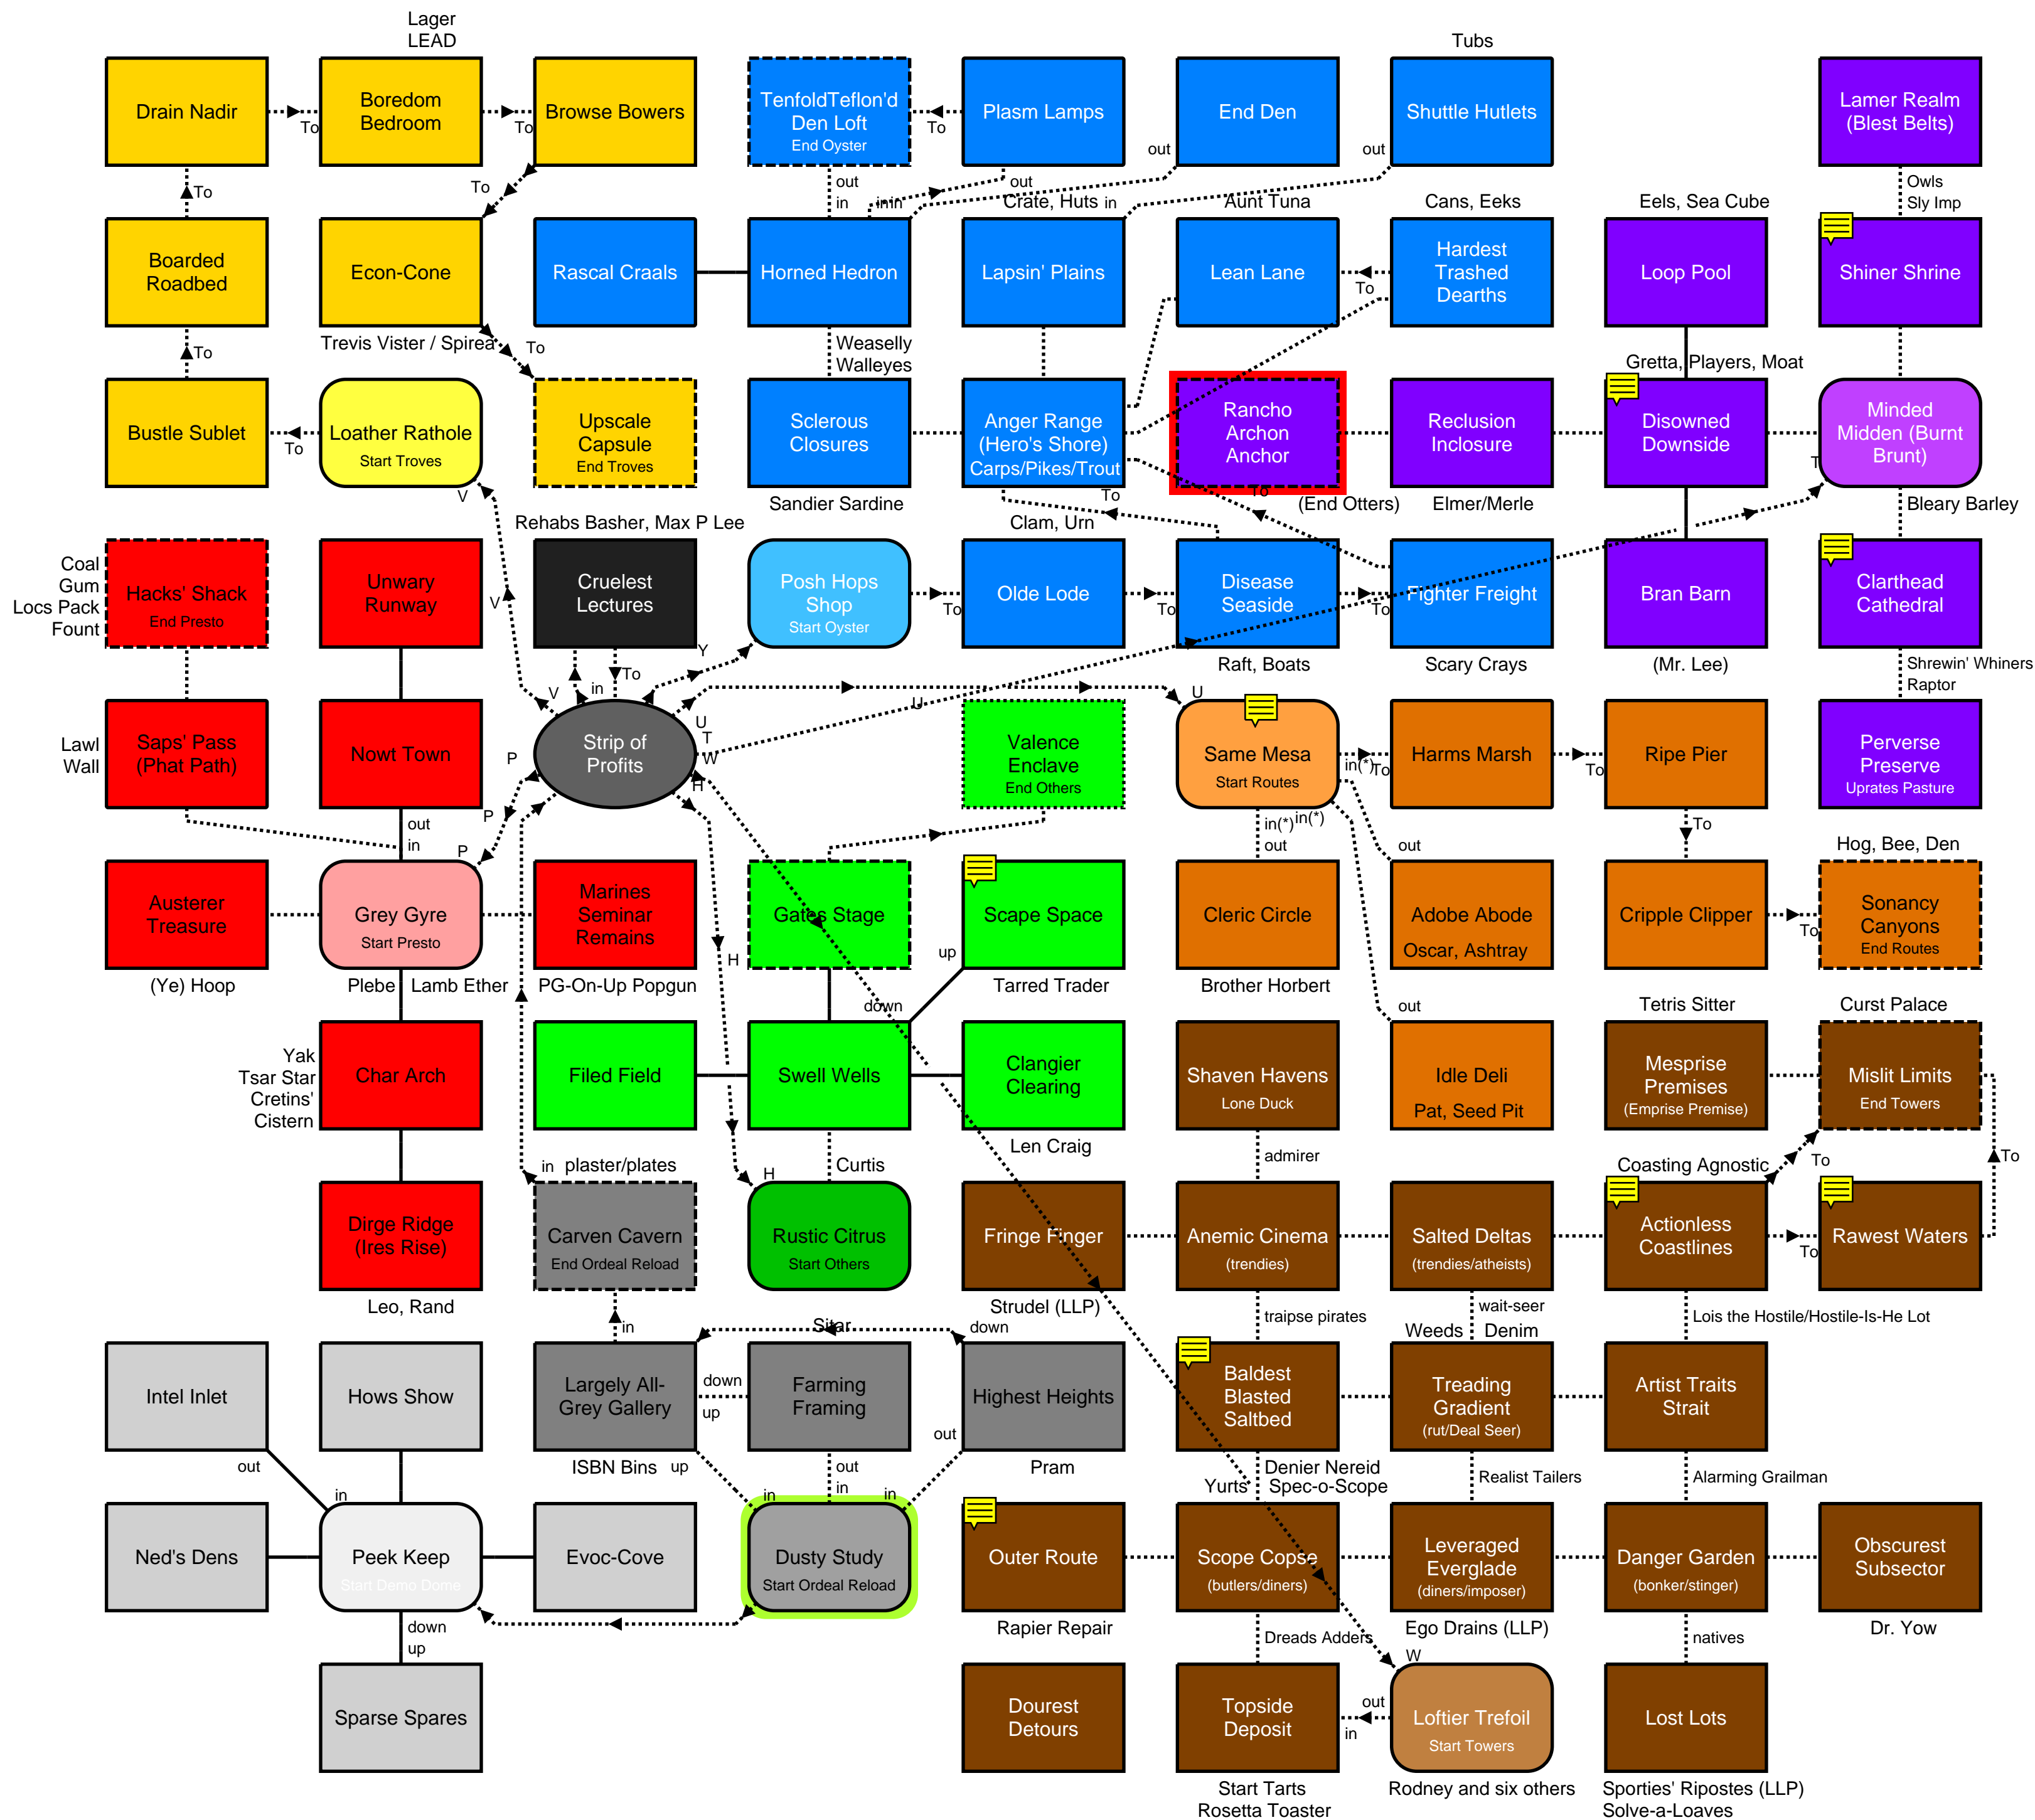 Lager
LEAD
Tubs
Drain Nadir
To
Boredom
Bedroom
To
Browse Bowers
TenfoldTeflon'd
Den Loft
End Oyster
To
Plasm Lamps
End Den
Shuttle Hutlets
Lamer Realm
(Blest Belts)
To
To
out
in
inin
out
out
out
Owls
Sly Imp
Crate, Huts
in
Aunt Tuna
Cans, Eeks
Eels, Sea Cube
Boarded
Roadbed
Econ-Cone
Rascal Craals
Horned Hedron
Lapsin' Plains
Lean Lane
To
Hardest
Trashed
Dearths
Loop Pool
Shiner Shrine
To
Trevis Vister / Spirea
To
Weaselly
Walleyes
Gretta, Players, Moat
Bustle Sublet
To
Loather Rathole
Start Troves
Upscale
Capsule
End Troves
Sclerous
Closures
Anger Range
(Hero's Shore)
Carps/Pikes/Trout
Rancho
Archon
Anchor
Reclusion
Inclosure
Disowned
Downside
Minded
Midden (Burnt
Brunt)
T
V
Sandier Sardine
To
To
(End Otters)
Elmer/Merle
Bleary Barley
Rehabs Basher, Max P Lee
Clam, Urn
Coal
Gum
Locs Pack
Fount
Hacks' Shack
End Presto
Unwary
Runway
V
Cruelest
Lectures
Posh Hops
Shop
Start Oyster
To
Olde Lode
To
Disease
Seaside
To
Fighter Freight
Bran Barn
Clarthead
Cathedral
Y
To
in
V
Raft, Boats
Scary Crays
(Mr. Lee)
Shrewin' Whiners
Raptor
U
U
U
T
W
H
Lawl
Wall
Saps' Pass
(Phat Path)
Nowt Town
P
Strip of
Profits
Valence
Enclave
End Others
Same Mesa
Start Routes
in(*)
To
Harms Marsh
To
Ripe Pier
Perverse
Preserve
Uprates Pasture
out
in
P
P
in(*)
in(*)
out
out
To
Hog, Bee, Den
Austerer
Treasure
Grey Gyre
Start Presto
Marines
Seminar
Remains
Gates Stage
Scape Space
Cleric Circle
Adobe Abode
Oscar, Ashtray
Cripple Clipper
To
Sonancy
Canyons
End Routes
H
up
(Ye) Hoop
Plebe
Lamb Ether
PG-On-Up Popgun
down
Tarred Trader
Brother Horbert
out
Tetris Sitter
Curst Palace
Yak
Tsar Star
Cretins'
Cistern
Char Arch
Filed Field
Swell Wells
Clangier
Clearing
Shaven Havens
Lone Duck
Idle Deli
Pat, Seed Pit
Mesprise
Premises
(Emprise Premise)
Mislit Limits
End Towers
in
plaster/plates
H
Curtis
Len Craig
admirer
Coasting Agnostic
To
To
Dirge Ridge
(Ires Rise)
Carven Cavern
End Ordeal Reload
Rustic Citrus
Start Others
Fringe Finger
Anemic Cinema
(trendies)
Salted Deltas
(trendies/atheists)
Actionless
Coastlines
To
Rawest Waters
Leo, Rand
in
Sitar
down
Strudel (LLP)
traipse pirates
wait-seer
Weeds
Denim
Lois the Hostile/Hostile-Is-He Lot
Intel Inlet
Hows Show
Largely All-
Grey Gallery
down
up
Farming
Framing
Highest Heights
Baldest
Blasted
Saltbed
Treading
Gradient
(rut/Deal Seer)
Artist Traits
Strait
out
in
ISBN Bins
up
in
out
in
in
out
Pram
Yurts
Denier Nereid
Spec-o-Scope
Realist Tailers
Alarming Grailman
Ned's Dens
Peek Keep
Start Demo Dome
Evoc-Cove
Dusty Study
Start Ordeal Reload
Outer Route
Scope Copse
(butlers/diners)
Leveraged
Everglade
(diners/imposer)
Danger Garden
(bonker/stinger)
Obscurest
Subsector
down
up
Rapier Repair
Dreads Adders
W
Ego Drains (LLP)
natives
Dr. Yow
Sparse Spares
Dourest
Detours
Topside
Deposit
out
in
Loftier Trefoil
Start Towers
Lost Lots
Start Tarts
Rosetta Toaster
Rodney and six others
Sporties' Ripostes (LLP)
Solve-a-Loaves